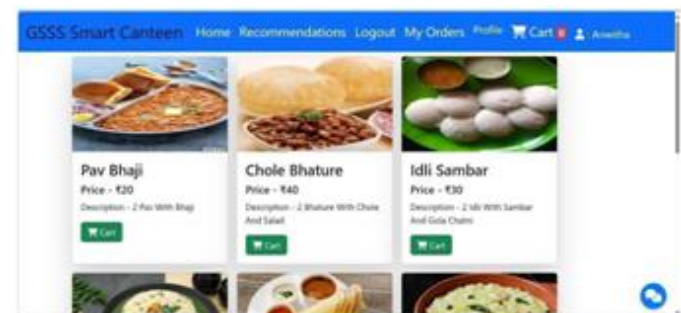 GSSS Smart Canteen Home Recommendations Logout My Orders Profile Cart 0 Aswitha
Pav Bhaji
Price - ₹20
Description - 2 Pav With Bhaji
Cart
Chole Bhature
Price - ₹40
Description - 2 Bhature With Chole
And Salad
Cart
Idli Sambar
Price - ₹30
Description - 2 Idli With Sambar
And Gola Chatni
Cart